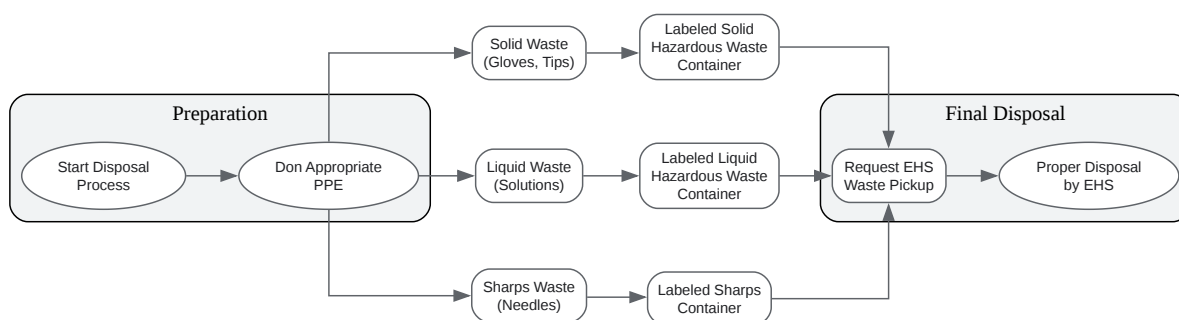 Solid Waste
(Gloves, Tips)
Labeled Solid
Hazardous Waste
Container
Preparation
Start Disposal
Process
Don Appropriate
PPE
Liquid Waste
(Solutions)
Labeled Liquid
Hazardous Waste
Container
Final Disposal
Request EHS
Waste Pickup
Proper Disposal
by EHS
Sharps Waste
(Needles)
Labeled Sharps
Container